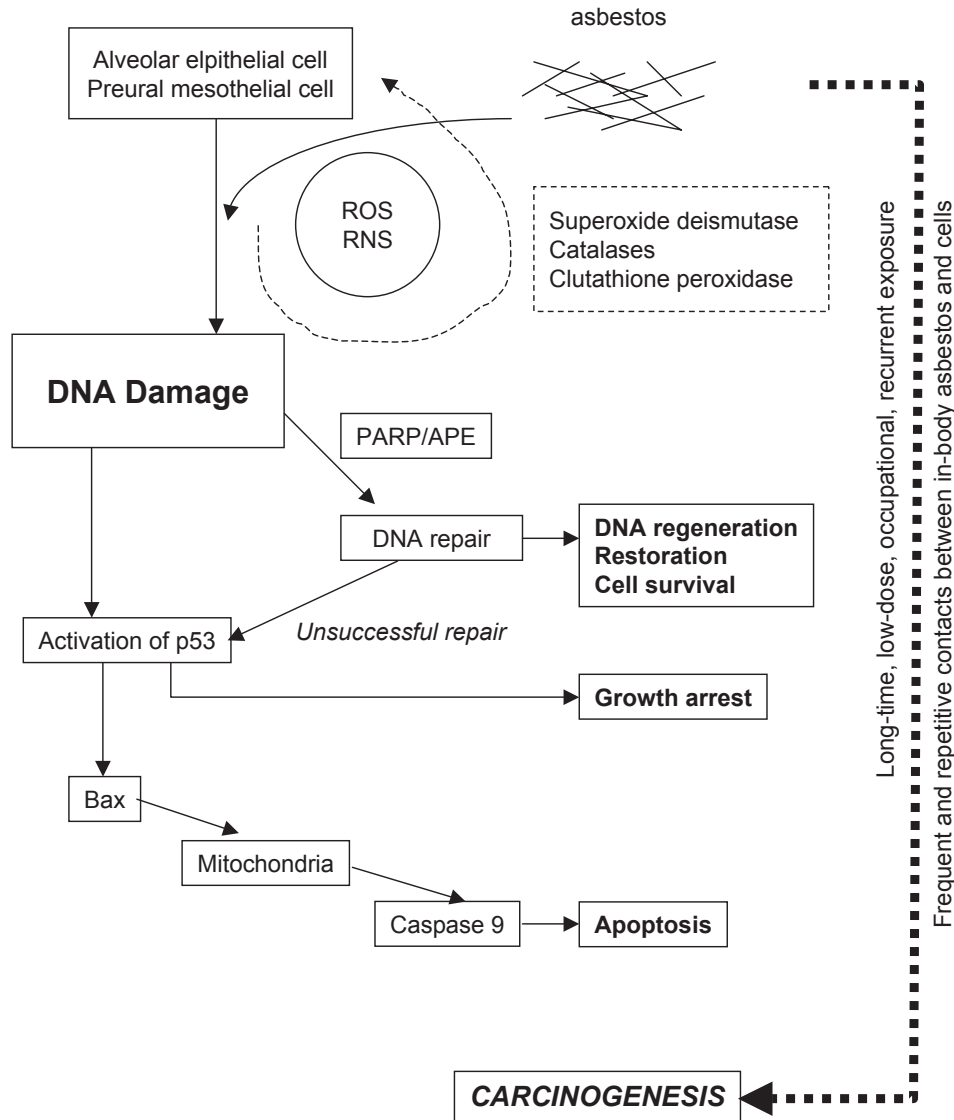 asbestos
Alveolar elpithelial cell
Preural mesothelial cell
ROS
RNS
Superoxide deismutase
Catalases
Clutathione peroxidase
DNA Damage
PARP/APE
DNA repair
DNA regeneration
Restoration
Cell survival
Activation of p53
Unsuccessful repair
Growth arrest
Bax
Mitochondria
Caspase 9
Apoptosis
CARCINOGENESIS
Long-time, low-dose, occupational, recurrent exposure
Frequent and repetitive contacts between in-body asbestos and cells